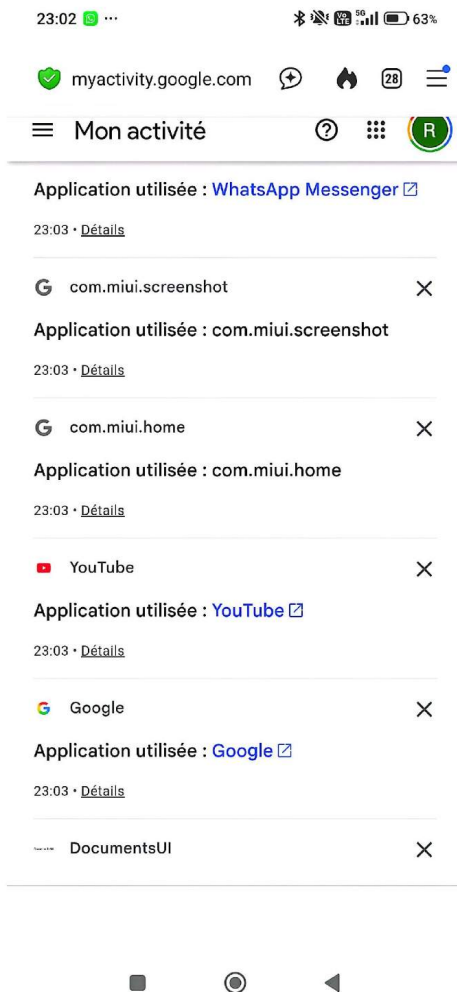 23:02 ... 5G 63%
myactivity.google.com 28
Mon activité R
Application utilisée : WhatsApp Messenger
23:03 • Détails
com.miui.screenshot
Application utilisée : com.miui.screenshot
23:03 • Détails
com.miui.home
Application utilisée : com.miui.home
23:03 • Détails
YouTube
Application utilisée : YouTube
23:03 • Détails
Google
Application utilisée : Google
23:03 • Détails
DocumentsUI